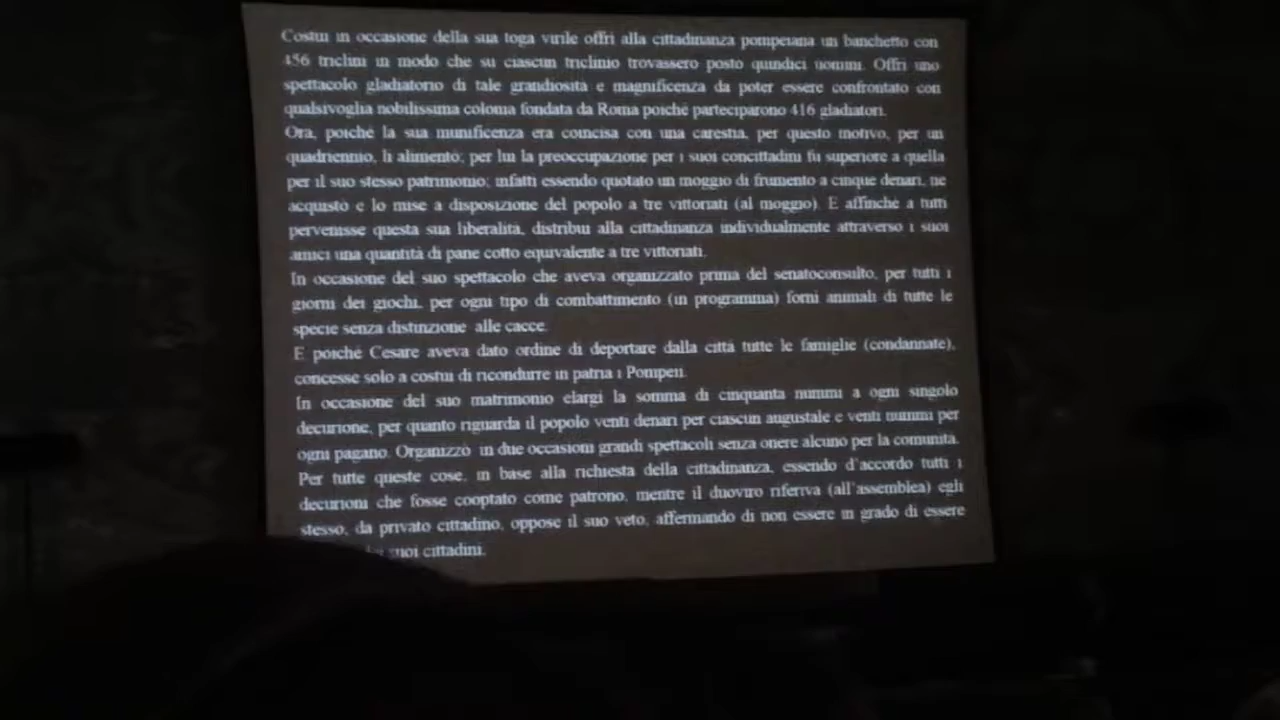 Costui in occasione della sua toga virile offrì alla cittadinanza pompeiana un banchetto con
456 triclini in modo che su ciascun triclinio trovassero posto quindici uomini. Offrì uno
spettacolo gladiatorio di tale grandiosità e magnificenza da poter essere confrontato con
qualsivoglia nobilissima colonia fondata da Roma poiché parteciparono 416 gladiatori.
Ora, poiché la sua munificenza era coincisa con una carestia, per questo motivo, per un
quadriennio, li alimentò; per lui la preoccupazione per i suoi concittadini fu superiore a quella
per il suo stesso patrimonio; infatti essendo quotato un moggio di frumento a cinque denari, ne
acquistò e lo mise a disposizione del popolo a tre vittoriati (al moggio). E affinché a tutti
pervenisse questa sua liberalità, distribuì alla cittadinanza individualmente attraverso i suoi
amici una quantità di pane cotto equivalente a tre vittoriati.
In occasione del suo spettacolo che aveva organizzato prima del senatoconsulto, per tutti i
giorni dei giochi, per ogni tipo di combattimento (in programma) fornì animali di tutte le
specie senza distinzione alle cacce.
E poiché Cesare aveva dato ordine di deportare dalla città tutte le famiglie (condannate),
concesse solo a costui di ricondurre in patria i Pompeii.
In occasione del suo matrimonio elargì la somma di cinquanta nummi a ogni singolo
decurione, per quanto riguarda il popolo venti denari per ciascun augustale e venti nummi per
ogni pagano. Organizzò in due occasioni grandi spettacoli senza onere alcuno per la comunità.
Per tutte queste cose, in base alla richiesta della cittadinanza, essendo d'accordo tutti i
decurioni che fosse cooptato come patrono, mentre il duoviro riferiva (all'assemblea) egli
stesso, da privato cittadino, oppose il suo veto, affermando di non essere in grado di essere
suoi cittadini.